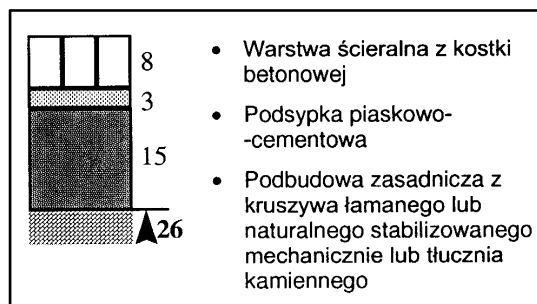 8
3
15
26
• Warstwa ścieralna z kostki
betonowej
• Podsypka piaskowo-
-cementowa
• Podbudowa zasadnicza z
kruszywa łamanego lub
naturalnego stabilizowanego
mechanicznie lub tłucznia
kamiennego